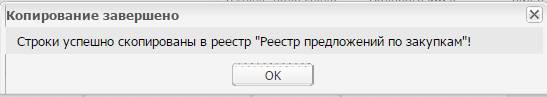 Копирование завершено
Строки успешно скопированы в реестр "Реестр предложений по закупкам"!
OK